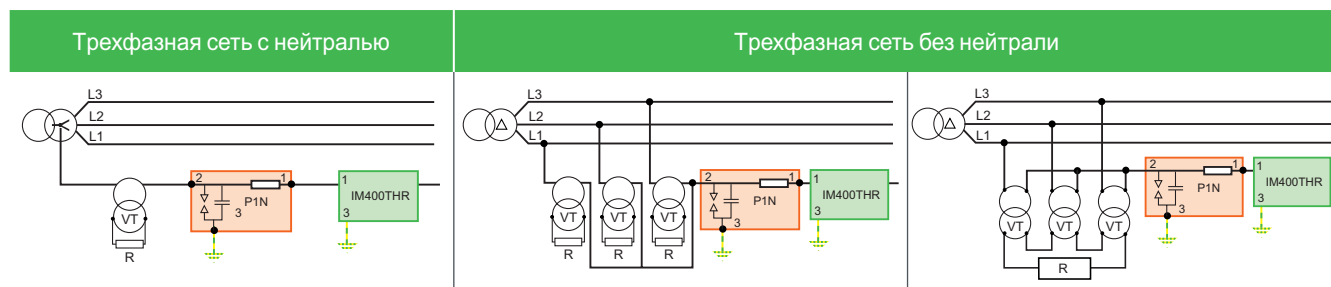 Трехфазная сеть с нейтралью
Трехфазная сеть без нейтрали
L3
L2
L1
2
1
P1N
3
1
IM400THR
3
VT
R
L3
L2
L1
2
1
P1N
3
1
IM400THR
3
VT
VT
VT
R
R
R
L3
L2
L1
2
1
P1N
3
1
IM400THR
3
VT
VT
VT
R